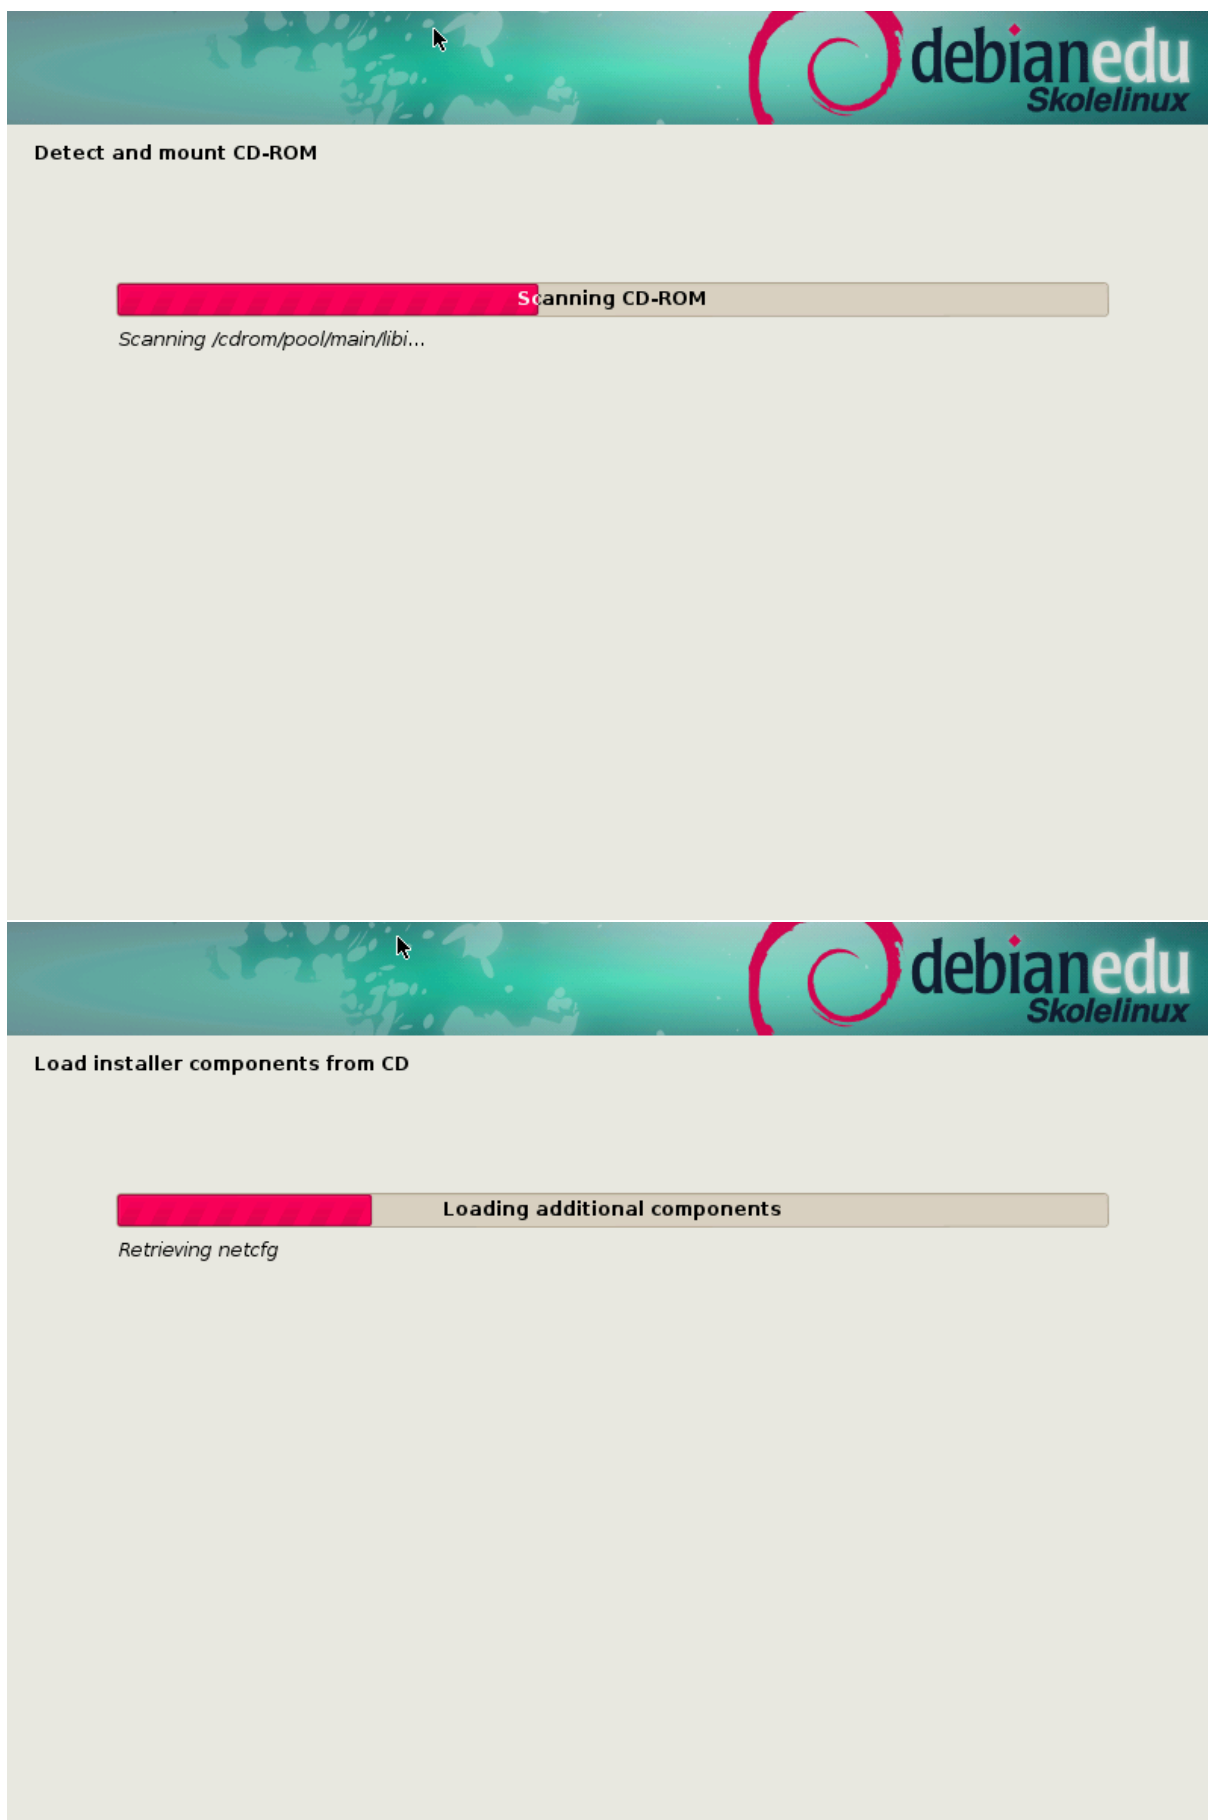 debianedu
Skolelinux
Detect and mount CD-ROM
Scanning CD-ROM
Scanning /cdrom/pool/main/libi...
debianedu
Skolelinux
Load installer components from CD
Loading additional components
Retrieving netcfg